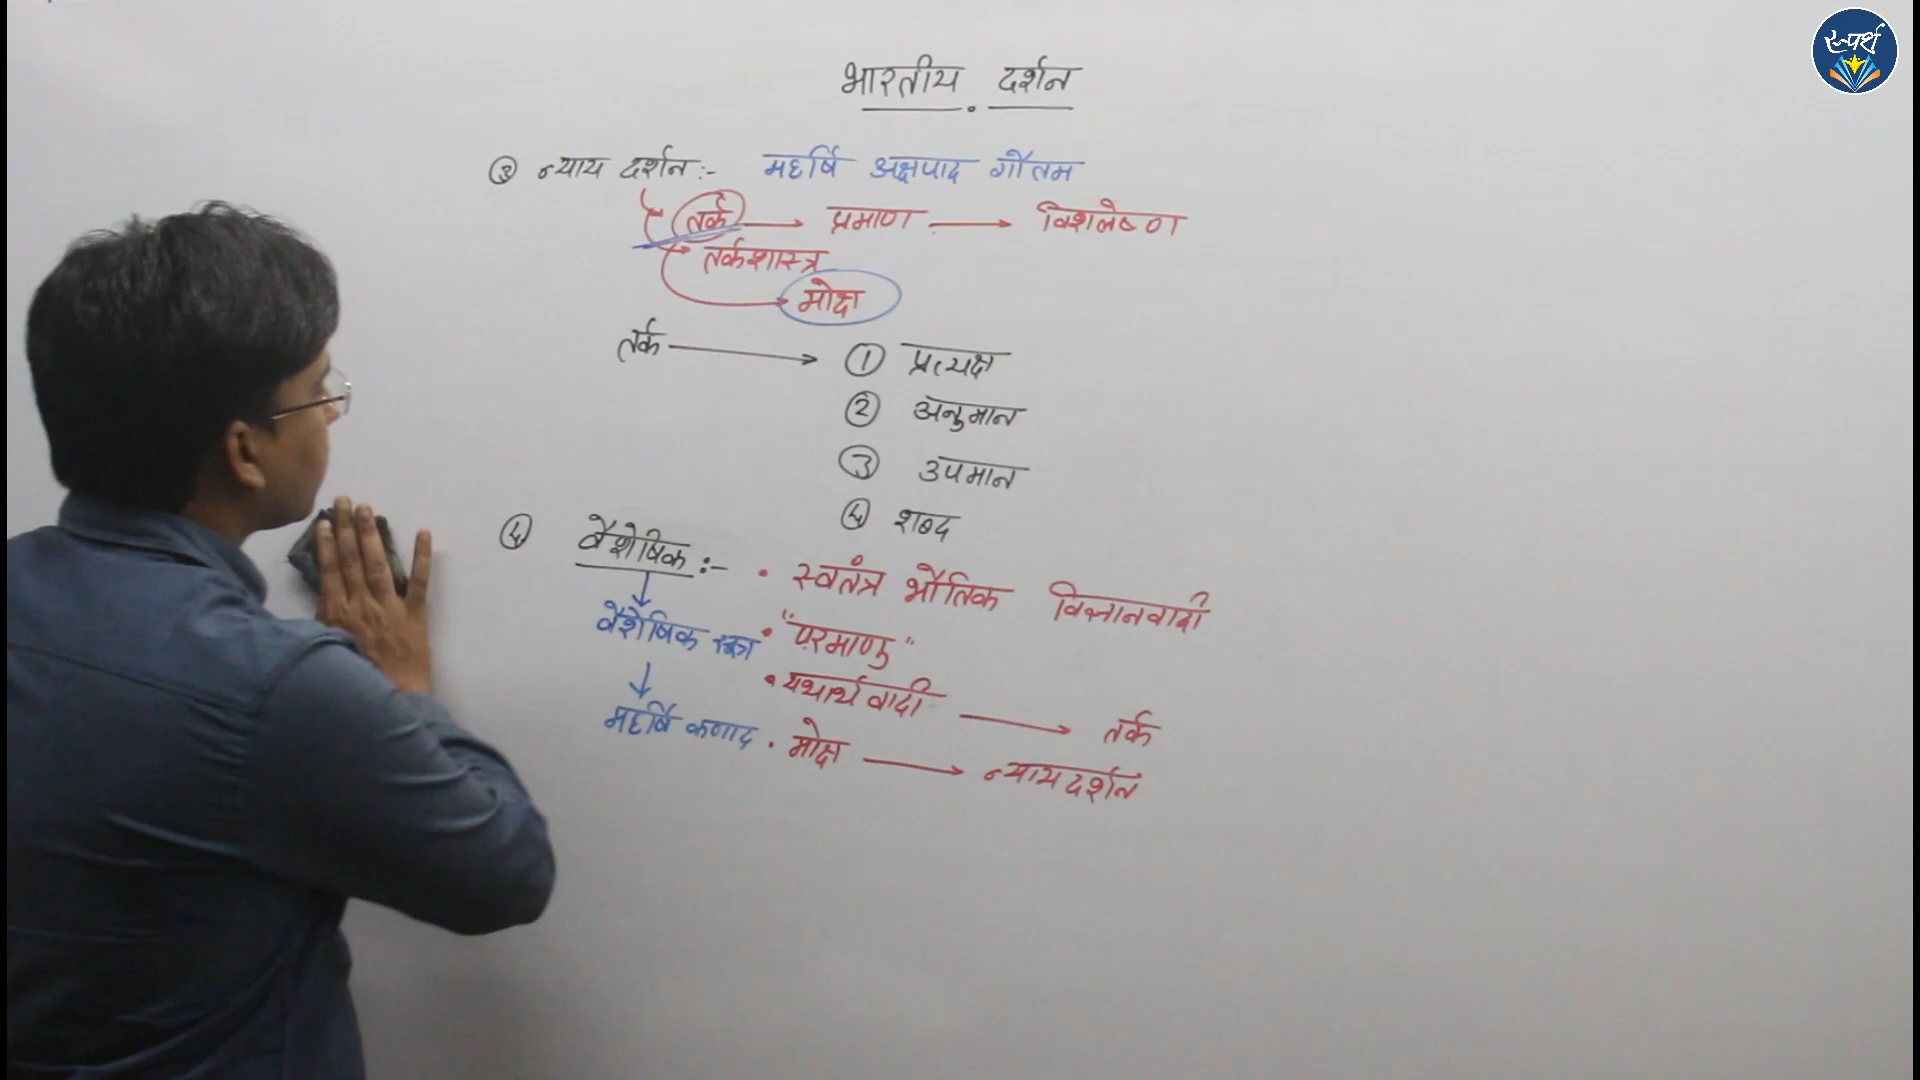 स्पर्श
भारतीय दर्शन
③ न्याय दर्शन :- महर्षि अक्षपाद गौतम
तर्क → प्रमाण → विशलेष्ण
→ तर्कशास्त्र
मोक्ष
तर्क → ① प्रत्यक्ष
② अनुमान
③ उपमान
④ शब्द
④ वैशेषिक :- • स्वतंत्र भौतिक विज्ञानवादी
वैशेषिक सूत्र • "परमाणु"
• यथार्थवादी → तर्क
महर्षि कणाद • मोक्ष → न्याय दर्शन